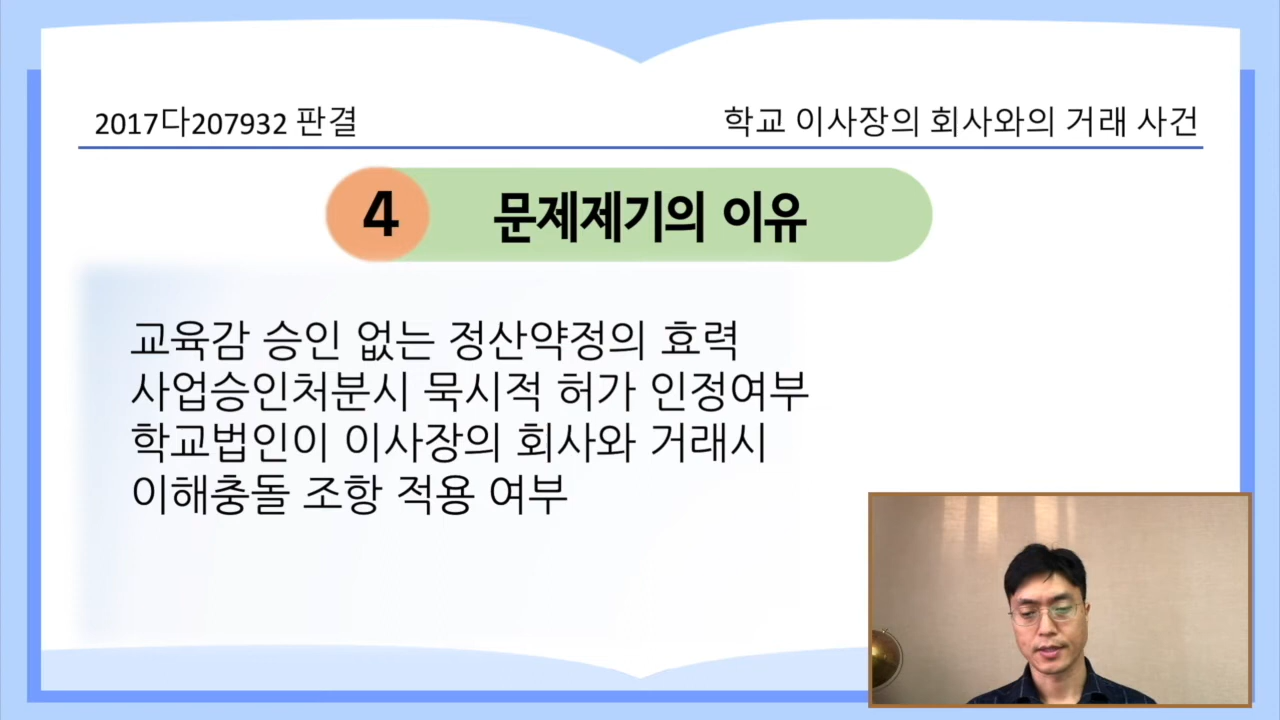 2017다207932 판결
학교 이사장의 회사와의 거래 사건
4 문제제기의 이유
교육감 승인 없는 정산약정의 효력
사업승인처분시 묵시적 허가 인정여부
학교법인이 이사장의 회사와 거래시
이해충돌 조항 적용 여부